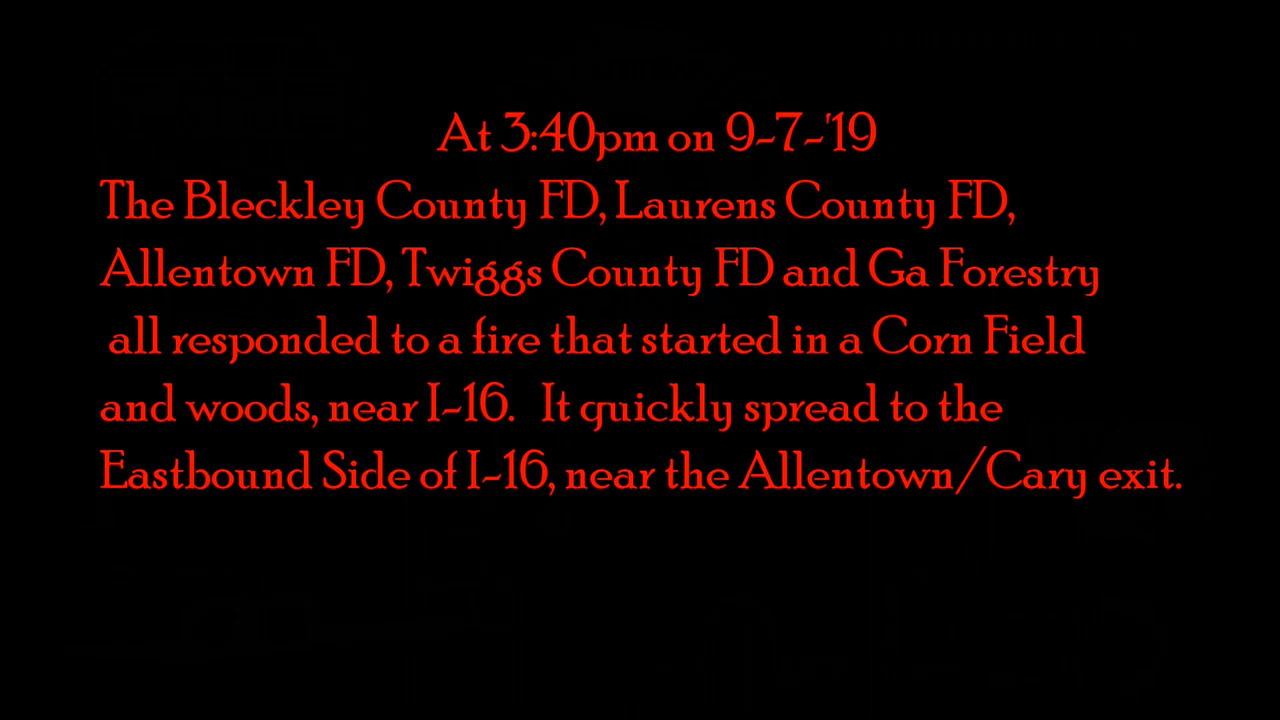 At 3:40pm on 9-7-'19
The Bleckley County FD, Laurens County FD,
Allentown FD, Twiggs County FD and Ga Forestry
all responded to a fire that started in a Corn Field
and woods, near I-16. It quickly spread to the
Eastbound Side of I-16, near the Allentown/Cary exit.